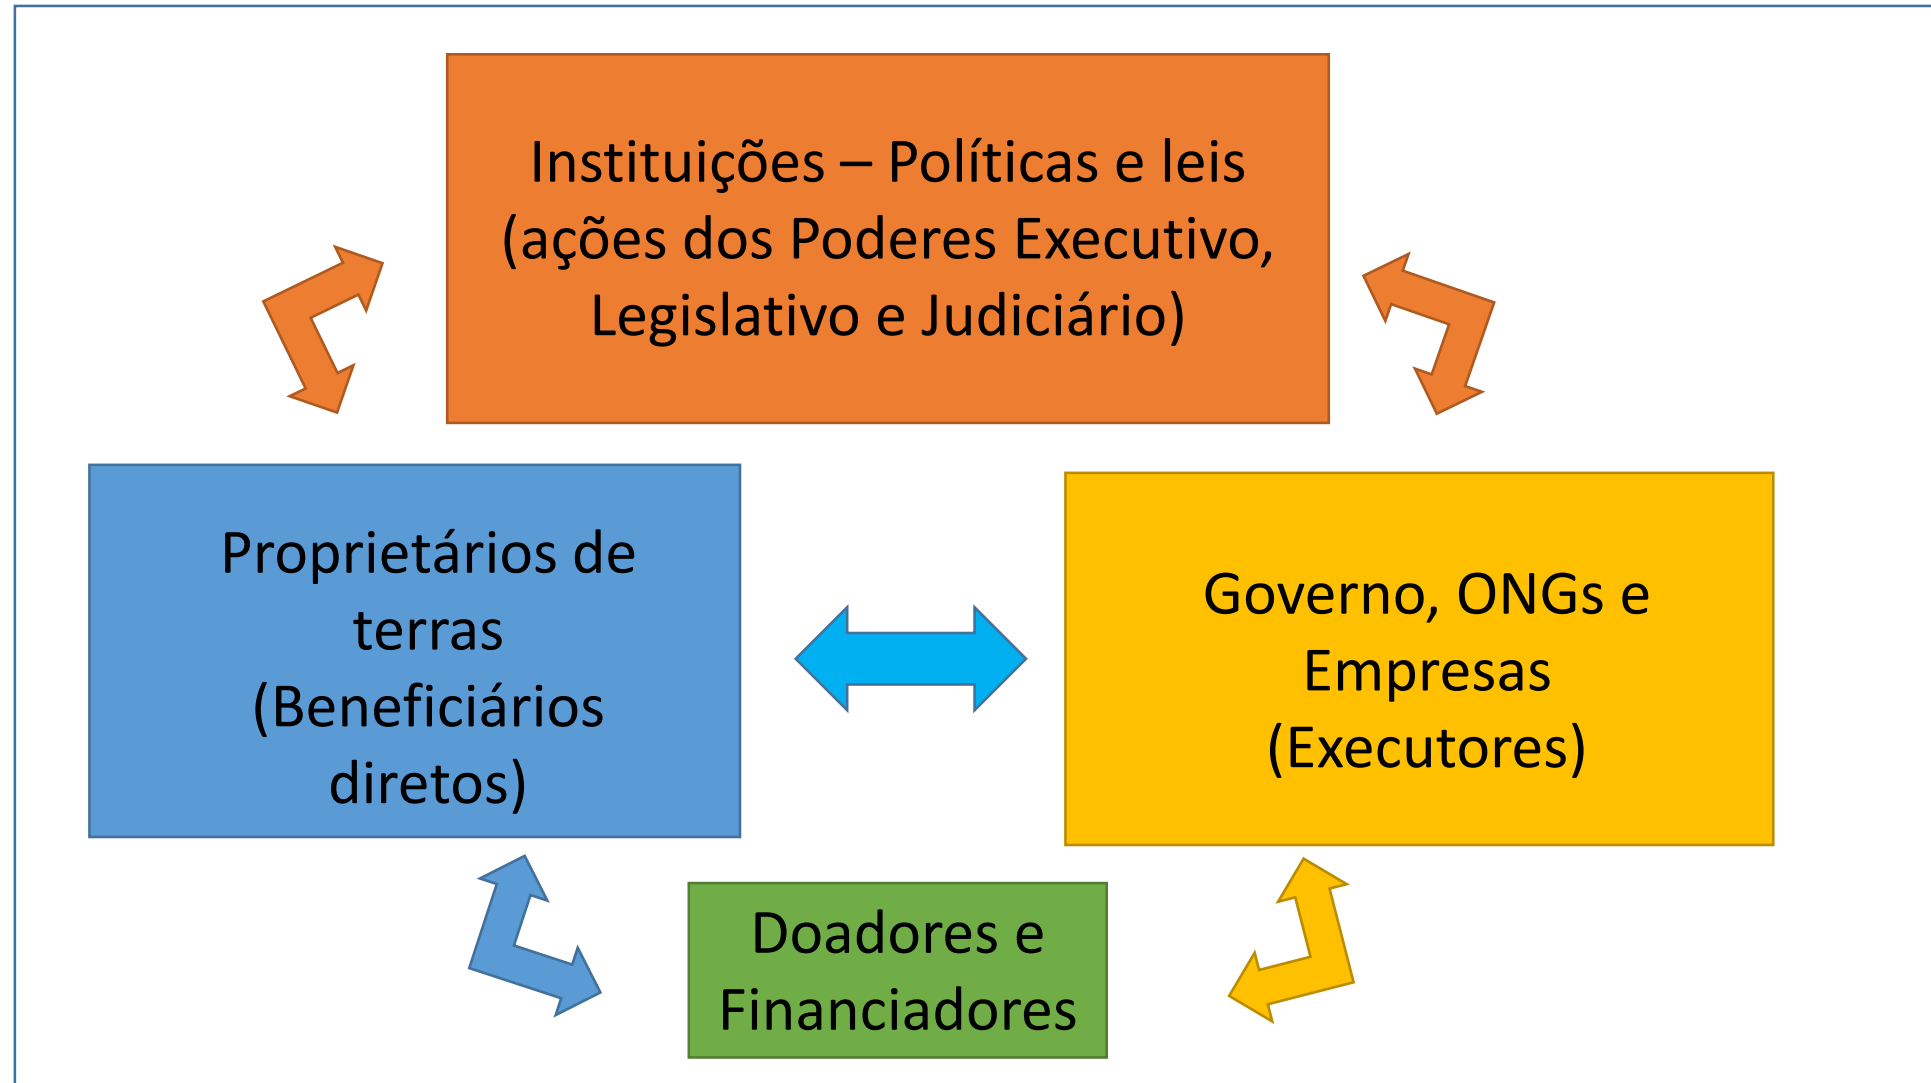 Instituições – Políticas e leis
(ações dos Poderes Executivo,
Legislativo e Judiciário)
Proprietários de
terras
(Beneficiários
diretos)
Governo, ONGs e
Empresas
(Executores)
Doadores e
Financiadores